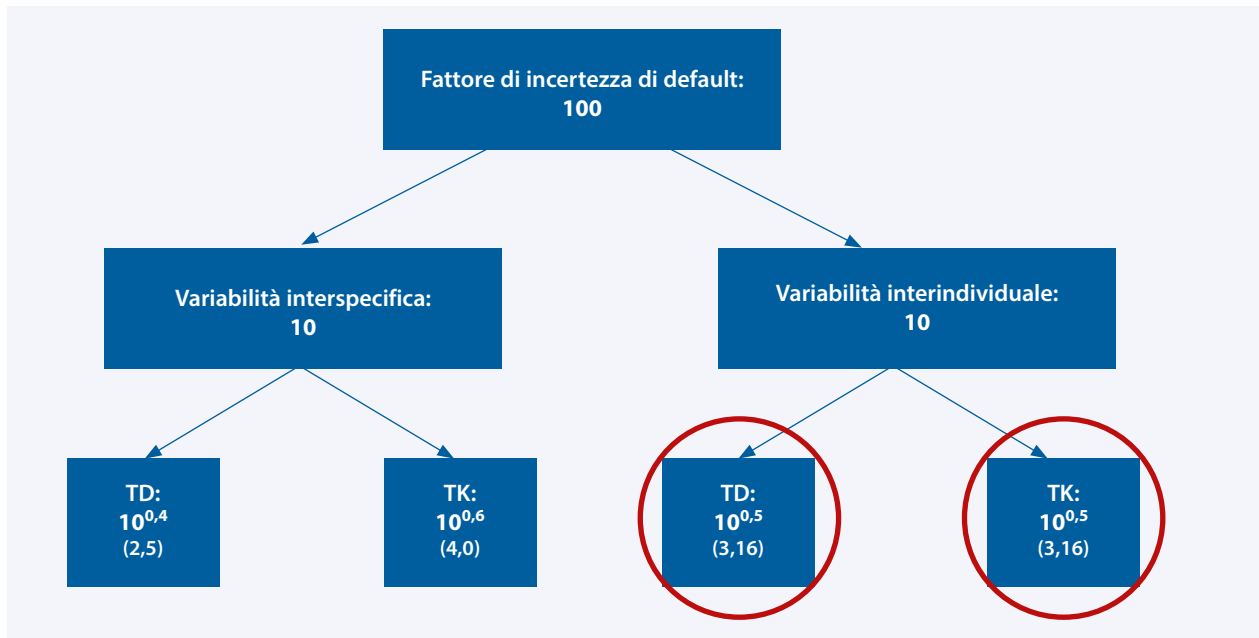 Fattore di incertezza di default:
100
Variabilità interspecifica:
10
Variabilità interindividuale:
10
TD:
10^0,4
(2,5)
TK:
10^0,6
(4,0)
TD:
10^0,5
(3,16)
TK:
10^0,5
(3,16)